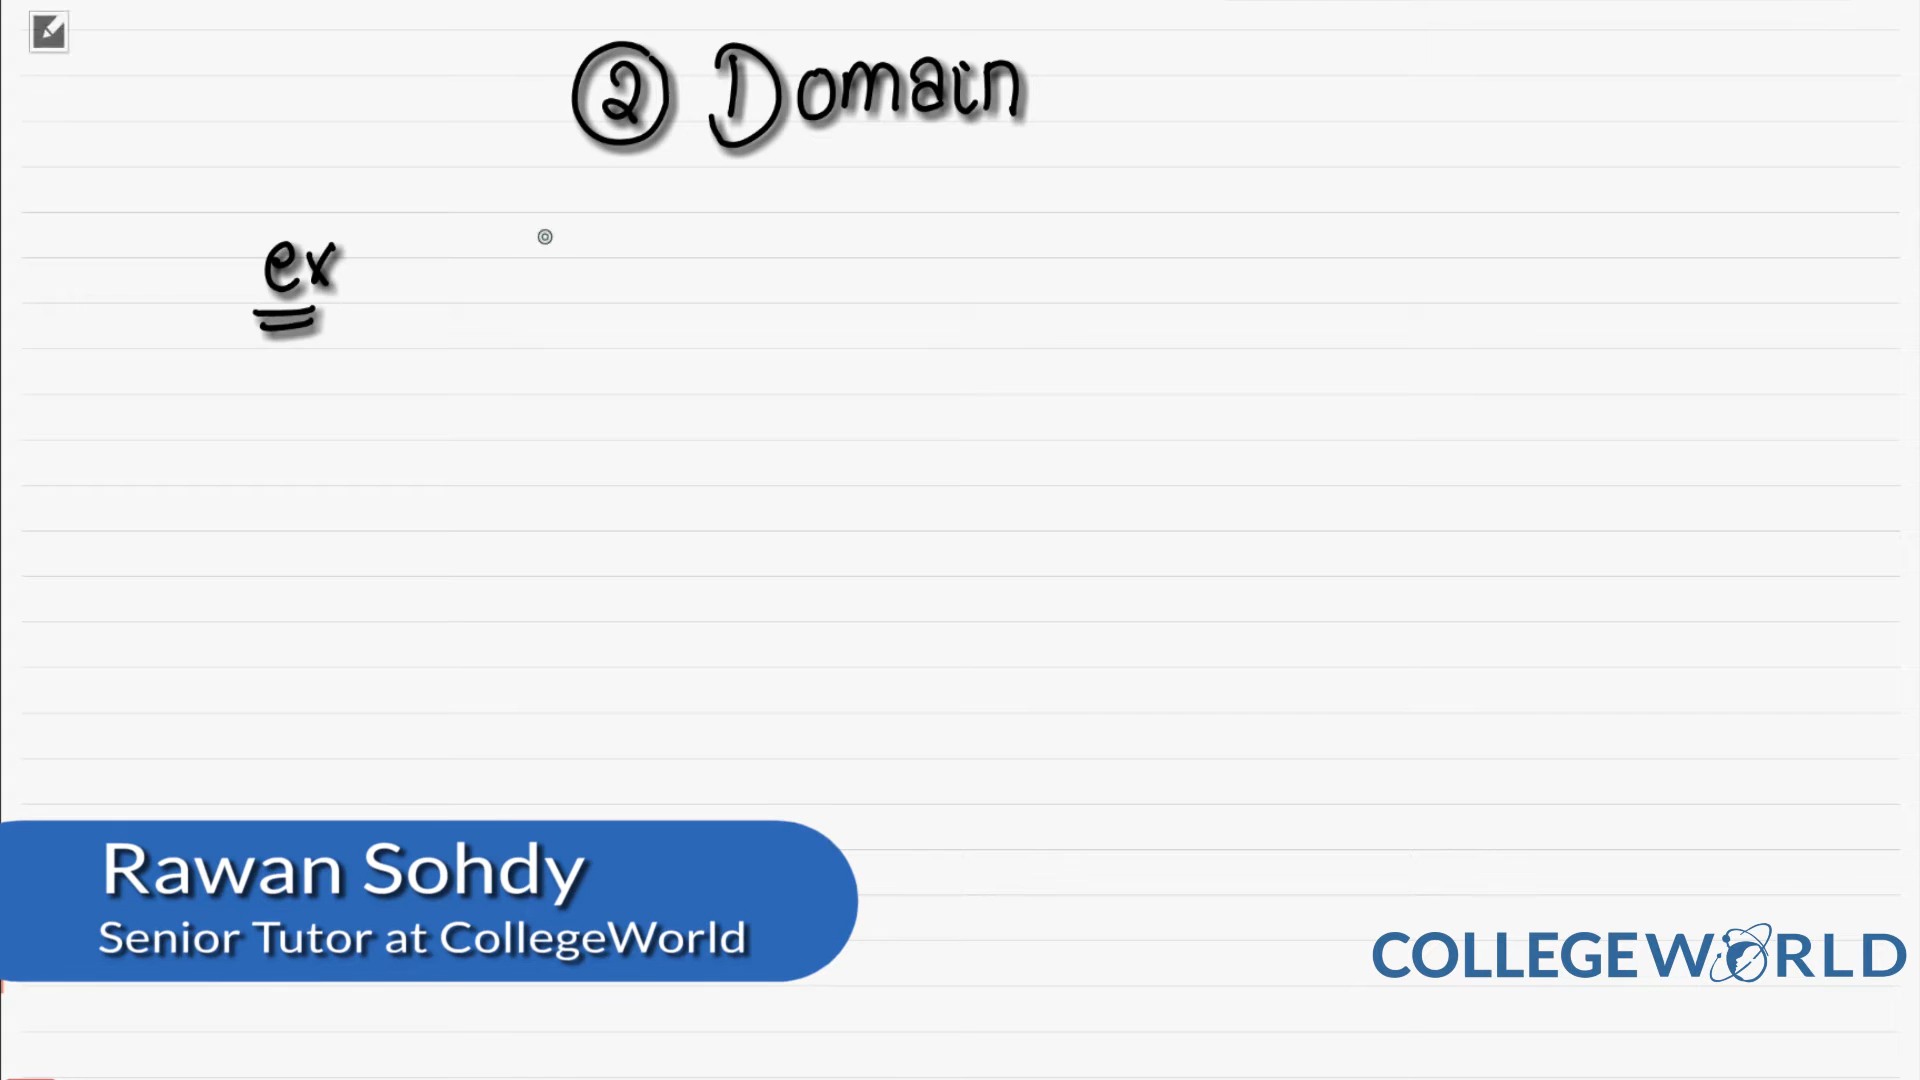 ② Domain
ex
Rawan Sohdy
Senior Tutor at CollegeWorld
COLLEGEWORLD